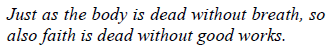 Just as the body is dead without breath, so
also faith is dead without good works.